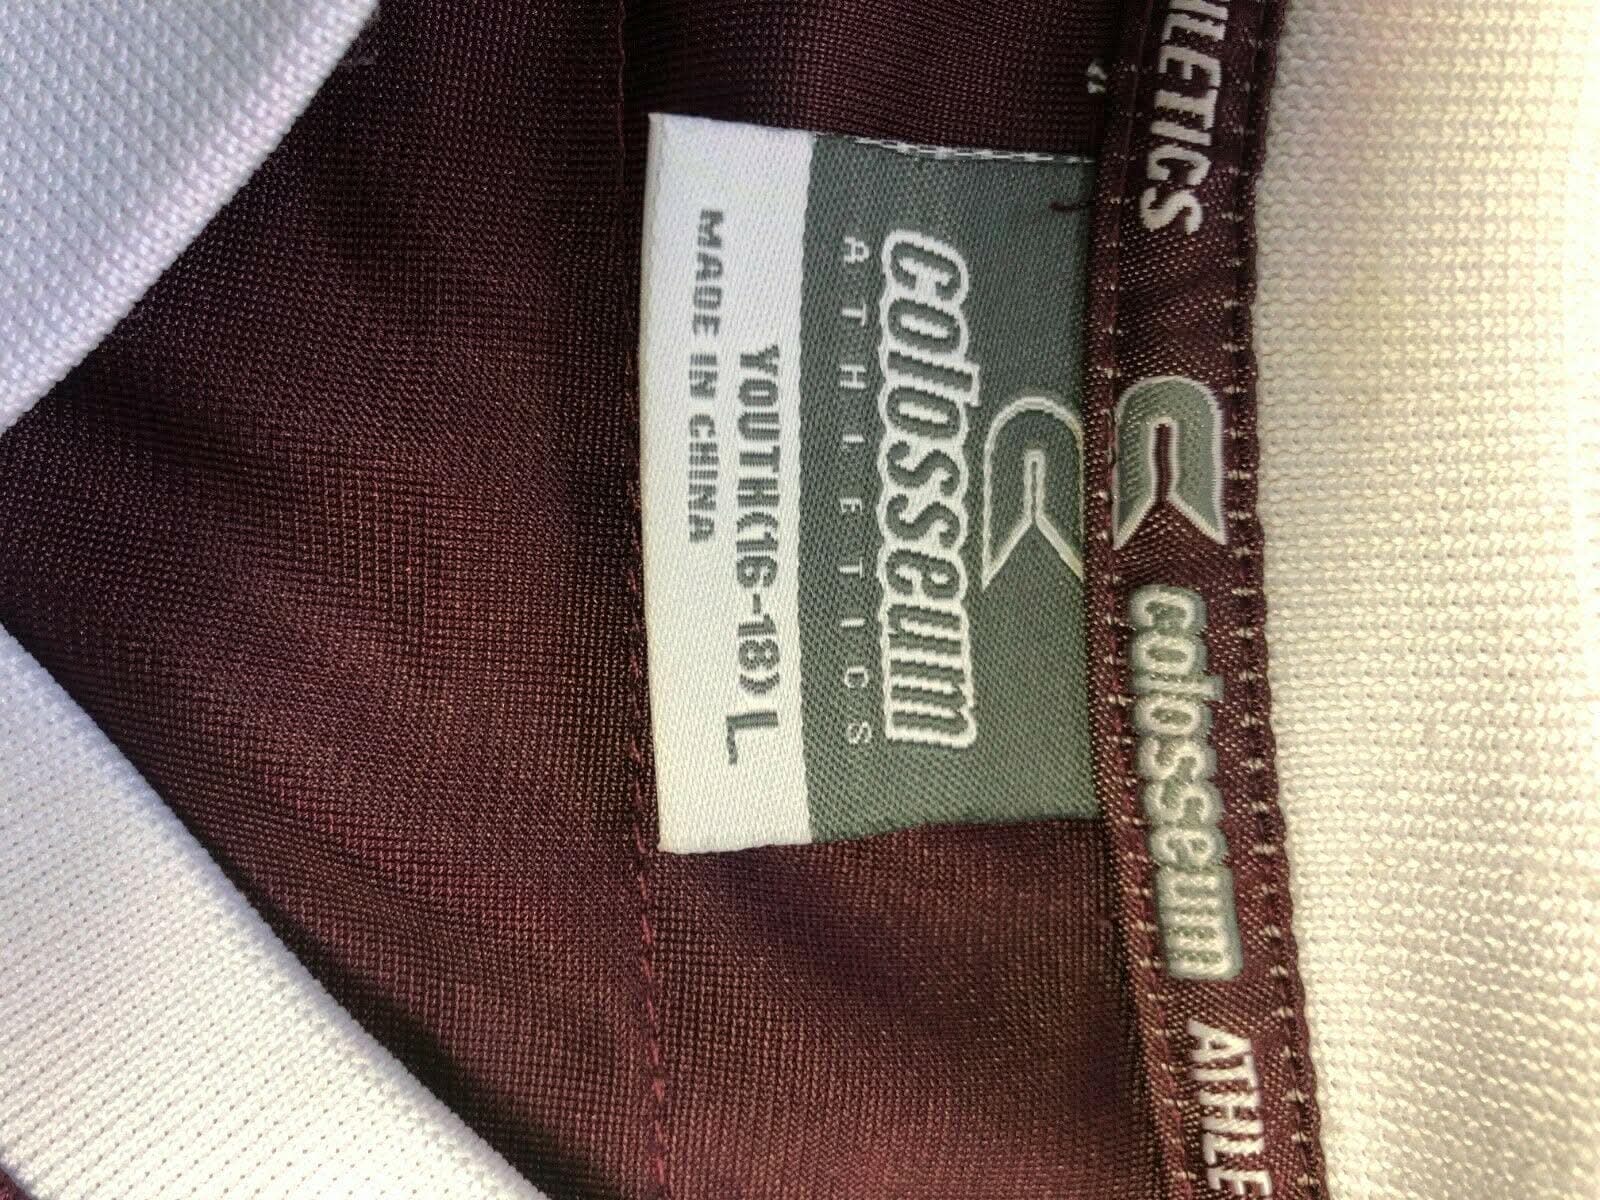 HLETICS
colosseum
ATHLE
colosseum
ATHLETICS
YOUTH(16-18) L
MADE IN CHINA